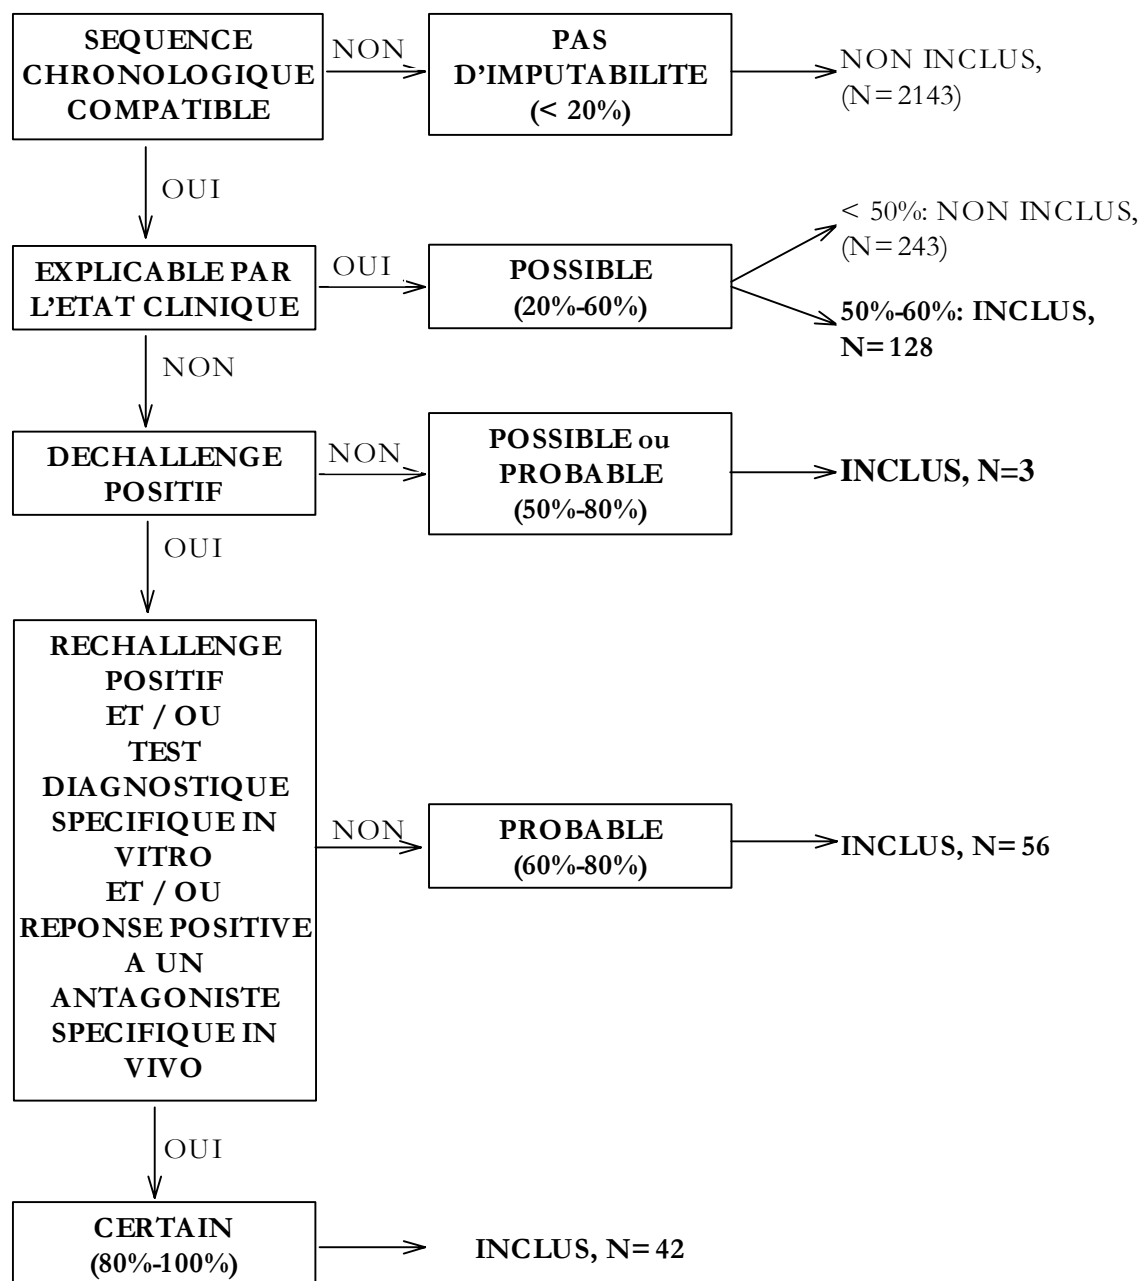 SEQUENCE
CHRONOLOGIQUE
COMPATIBLE
NON
PAS
D'IMPUTABILITE
(< 20%)
NON INCLUS,
(N=2143)
OUI
EXPLICABLE PAR
L'ETAT CLINIQUE
OUI
POSSIBLE
(20%-60%)
< 50%: NON INCLUS,
(N=243)
50%-60%: INCLUS,
N=128
NON
DECHALLENGE
POSITIF
NON
POSSIBLE ou
PROBABLE
(50%-80%)
INCLUS, N=3
OUI
RECHALLENGE
POSITIF
ET / OU
TEST
DIAGNOSTIQUE
SPECIFIQUE IN
VITRO
ET / OU
REPONSE POSITIVE
A UN
ANTAGONISTE
SPECIFIQUE IN
VIVO
NON
PROBABLE
(60%-80%)
INCLUS, N=56
OUI
CERTAIN
(80%-100%)
INCLUS, N=42